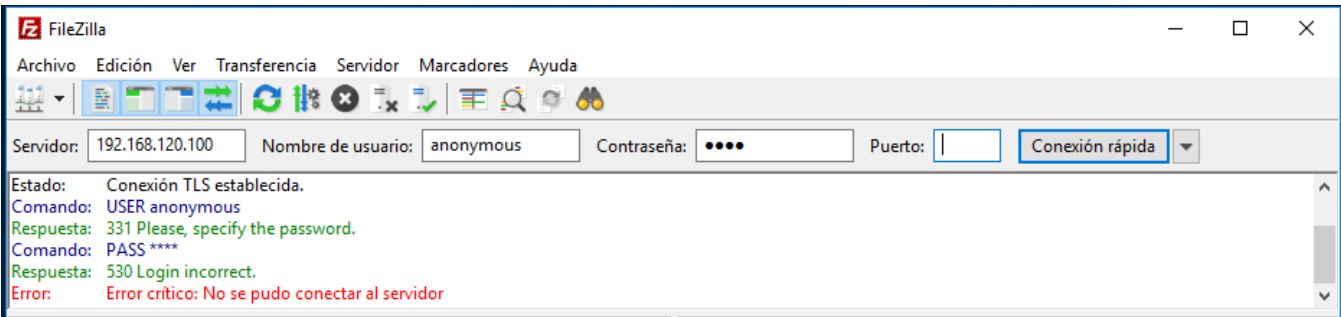 FileZilla
Archivo Edición Ver Transferencia Servidor Marcadores Ayuda
Servidor: 192.168.120.100 Nombre de usuario: anonymous Contraseña: •••• Puerto: Conexión rápida
Estado: Conexión TLS establecida.
Comando: USER anonymous
Respuesta: 331 Please, specify the password.
Comando: PASS ****
Respuesta: 530 Login incorrect.
Error: Error crítico: No se pudo conectar al servidor